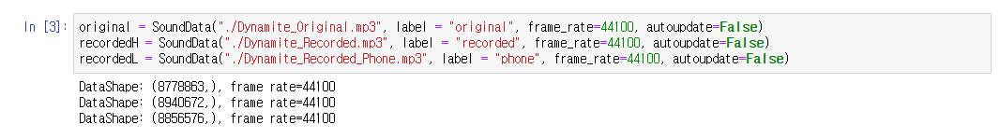 In [3]: original = SoundData("./Dynamite_Original.mp3", label = "original", frame_rate=44100, autoupdate=False)
recordedH = SoundData("./Dynamite_Recorded.mp3", label = "recorded", frame_rate=44100, autoupdate=False)
recordedL = SoundData("./Dynamite_Recorded_Phone.mp3", label = "phone", frame_rate=44100, autoupdate=False)
DataShape: (8778863,), frame rate=44100
DataShape: (8940672,), frame rate=44100
DataShape: (8856576,), frame rate=44100